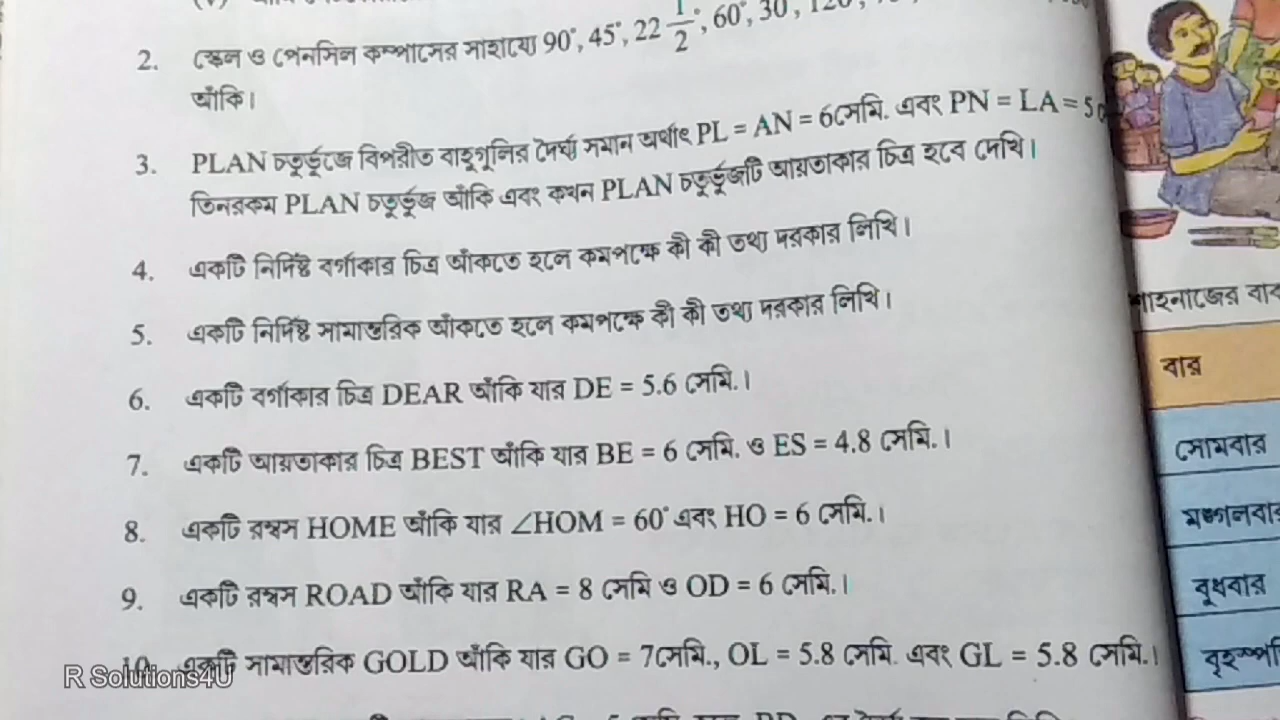 2. স্কেল ও পেনসিল কম্পাসের সাহায্যে 90°, 45°, 22 1/2°, 60°, 30°, 120°,
আঁকি।
3. PLAN চতুর্ভুজে বিপরীত বাহুগুলির দৈর্ঘ্য সমান অর্থাৎ PL = AN = 6সেমি. এবং PN = LA = 5
তিনরকম PLAN চতুর্ভুজ আঁকি এবং কখন PLAN চতুর্ভুজটি আয়তাকার চিত্র হবে দেখি।
4. একটি নির্দিষ্ট বর্গাকার চিত্র আঁকতে হলে কমপক্ষে কী কী তথ্য দরকার লিখি।
5. একটি নির্দিষ্ট সামান্তরিক আঁকতে হলে কমপক্ষে কী কী তথ্য দরকার লিখি।
6. একটি বর্গাকার চিত্র DEAR আঁকি যার DE = 5.6 সেমি.।
7. একটি আয়তাকার চিত্র BEST আঁকি যার BE = 6 সেমি. ও ES = 4.8 সেমি.।
8. একটি রম্বস HOME আঁকি যার ∠HOM = 60° এবং HO = 6 সেমি.।
9. একটি রম্বস ROAD আঁকি যার RA = 8 সেমি ও OD = 6 সেমি.।
10. একটি সামান্তরিক GOLD আঁকি যার GO = 7সেমি., OL = 5.8 সেমি. এবং GL = 5.8 সেমি.।
শাহনাজের
বার
সোমবার
মঙ্গলবার
বুধবার
R Solutions4U